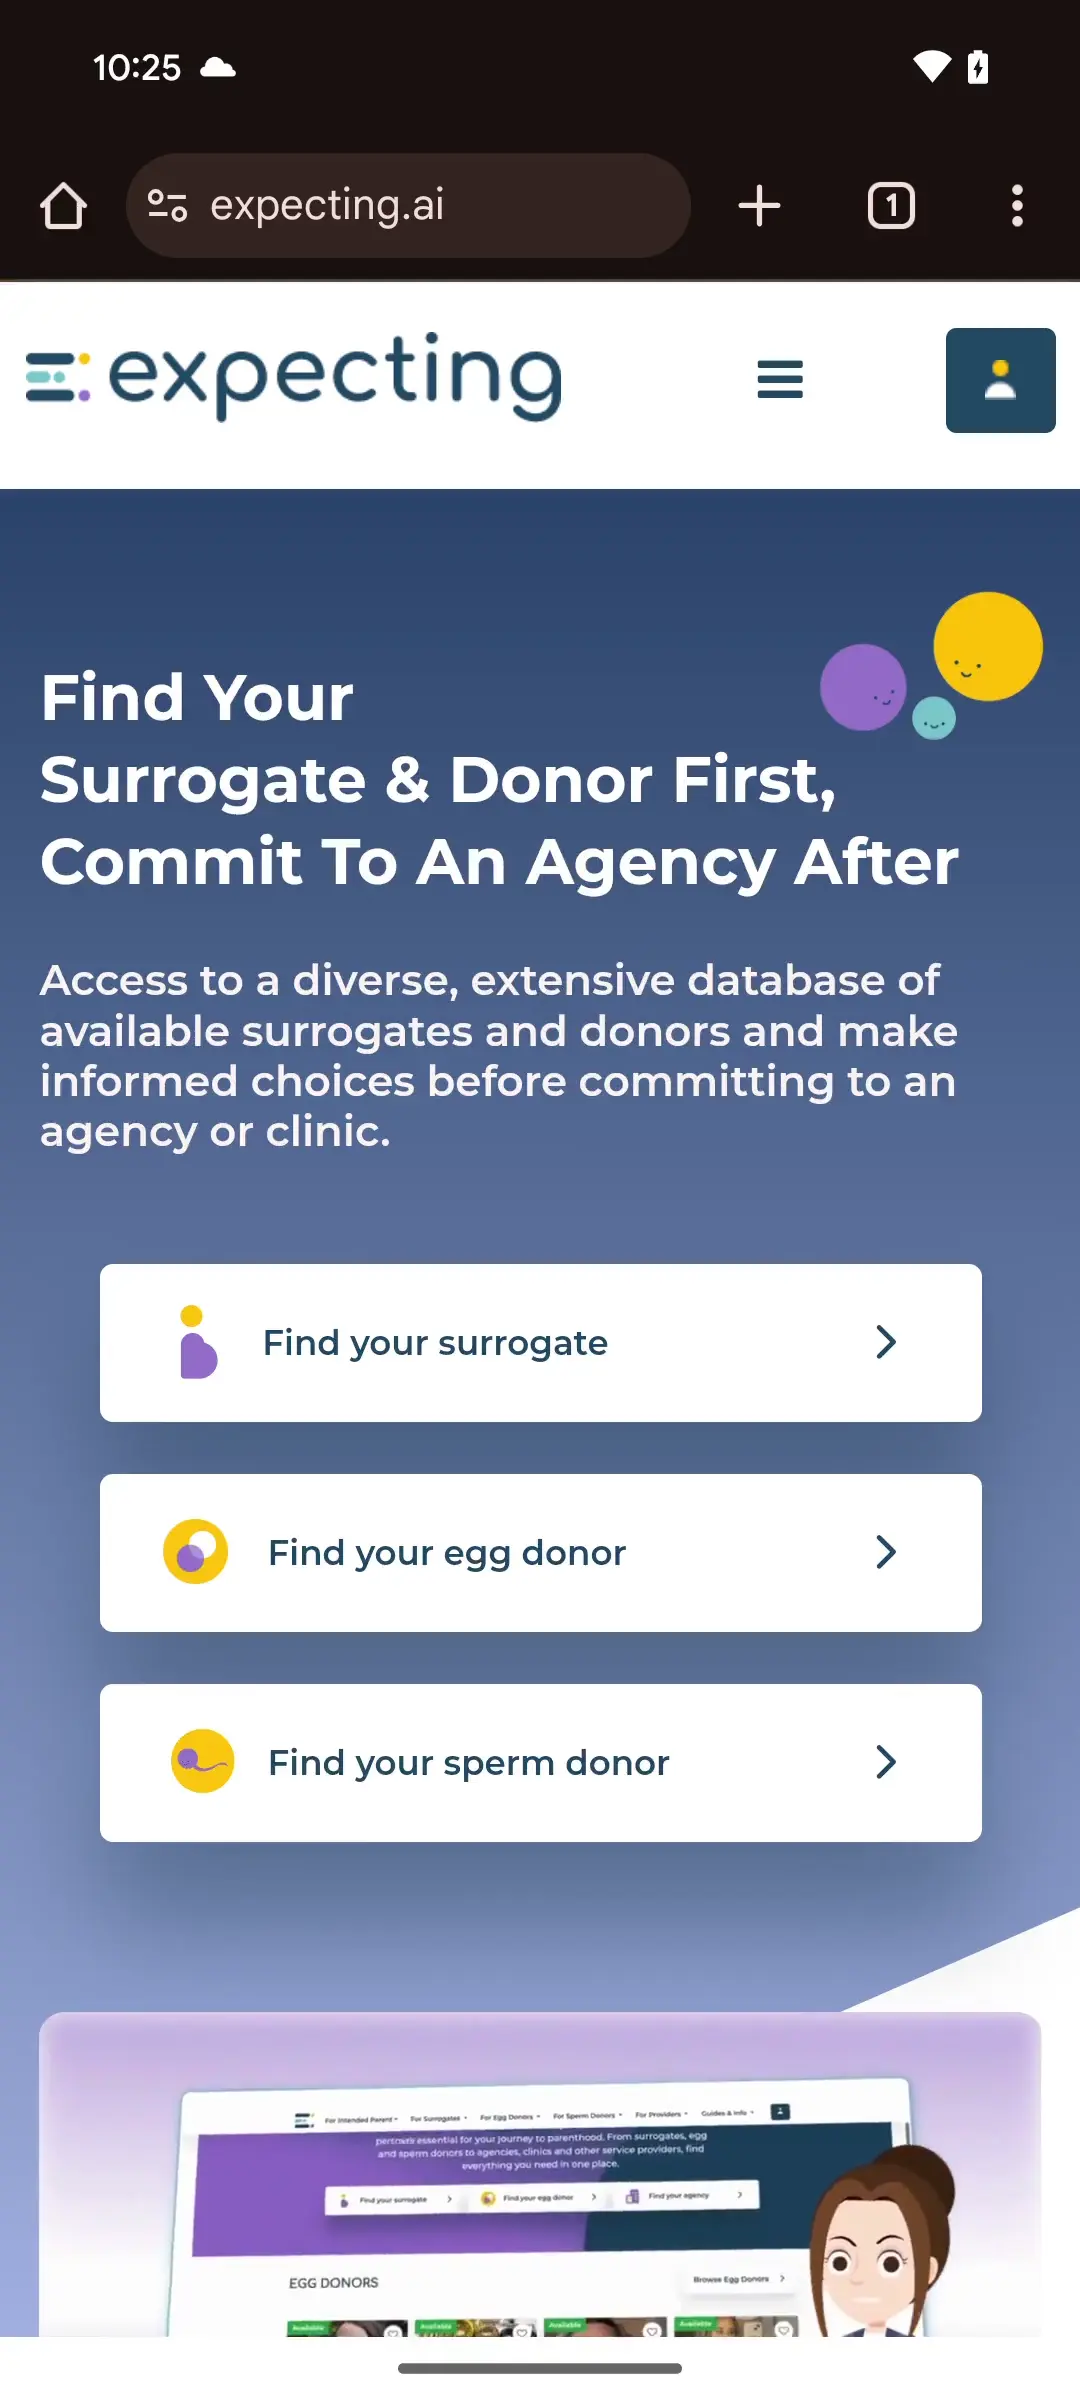 10:25
expecting.ai
1
expecting
Find Your
Surrogate & Donor First,
Commit To An Agency After
Access to a diverse, extensive database of
available surrogates and donors and make
informed choices before committing to an
agency or clinic.
Find your surrogate
Find your egg donor
Find your sperm donor
For Intended Parent For Surrogates For Egg Donors For Sperm Donors For Providers Guides & Info
essential for your journey to parenthood. From surrogates, egg
and sperm donors to agencies, clinics and other service providers, find
everything you need in one place.
Find your surrogate
Find your egg donor
Find your agency
EGG DONORS
Browse Egg Donors
Available
Available
Available
Available